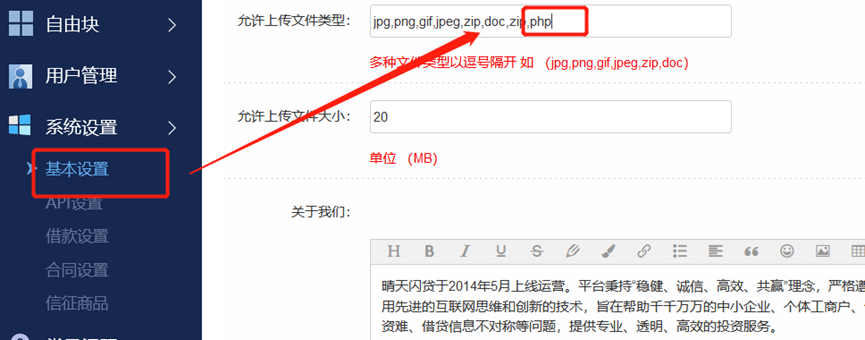 自由块
用户管理
系统设置
基本设置
API设置
借款设置
合同设置
信征商品
允许上传文件类型：
jpg,png,gif,jpeg,zip,doc,zip,php
多种文件类型以逗号隔开 如 （jpg,png,gif,jpeg,zip,doc）
允许上传文件大小：
20
单位 （MB）
关于我们：
H B I U S
晴天闪贷于2014年5月上线运营。平台秉持"稳健、诚信、高效、共赢"理念，严格遵
用先进的互联网思维和创新的技术，旨在帮助千千万万的中小企业、个体工商户、
资难、借贷信息不对称等问题，提供专业、透明、高效的投资服务。